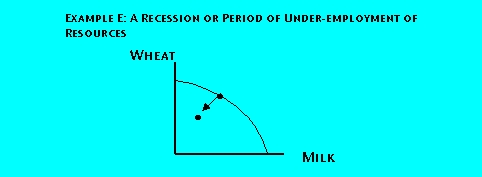 Example E: A Recession or Period of Under-employment of
Resources
Wheat
Milk